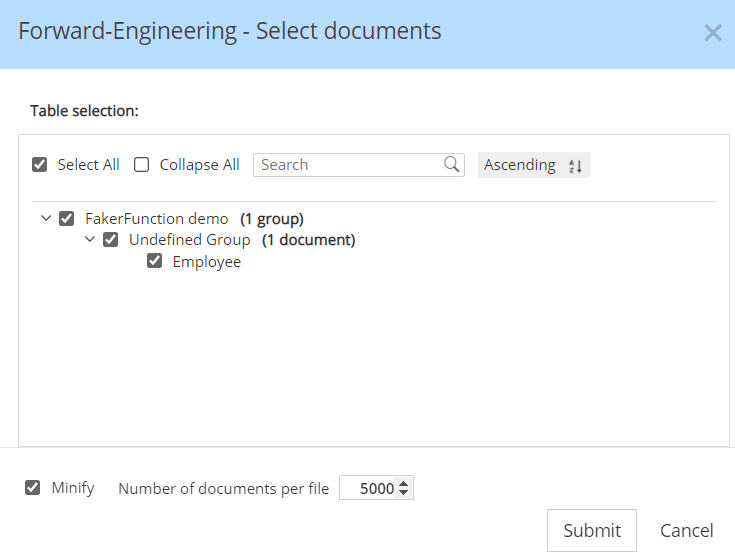 Forward-Engineering - Select documents
Table selection:
Select All Collapse All Search Ascending
FakerFunction demo (1 group)
Undefined Group (1 document)
Employee
Minify Number of documents per file 5000
Submit Cancel